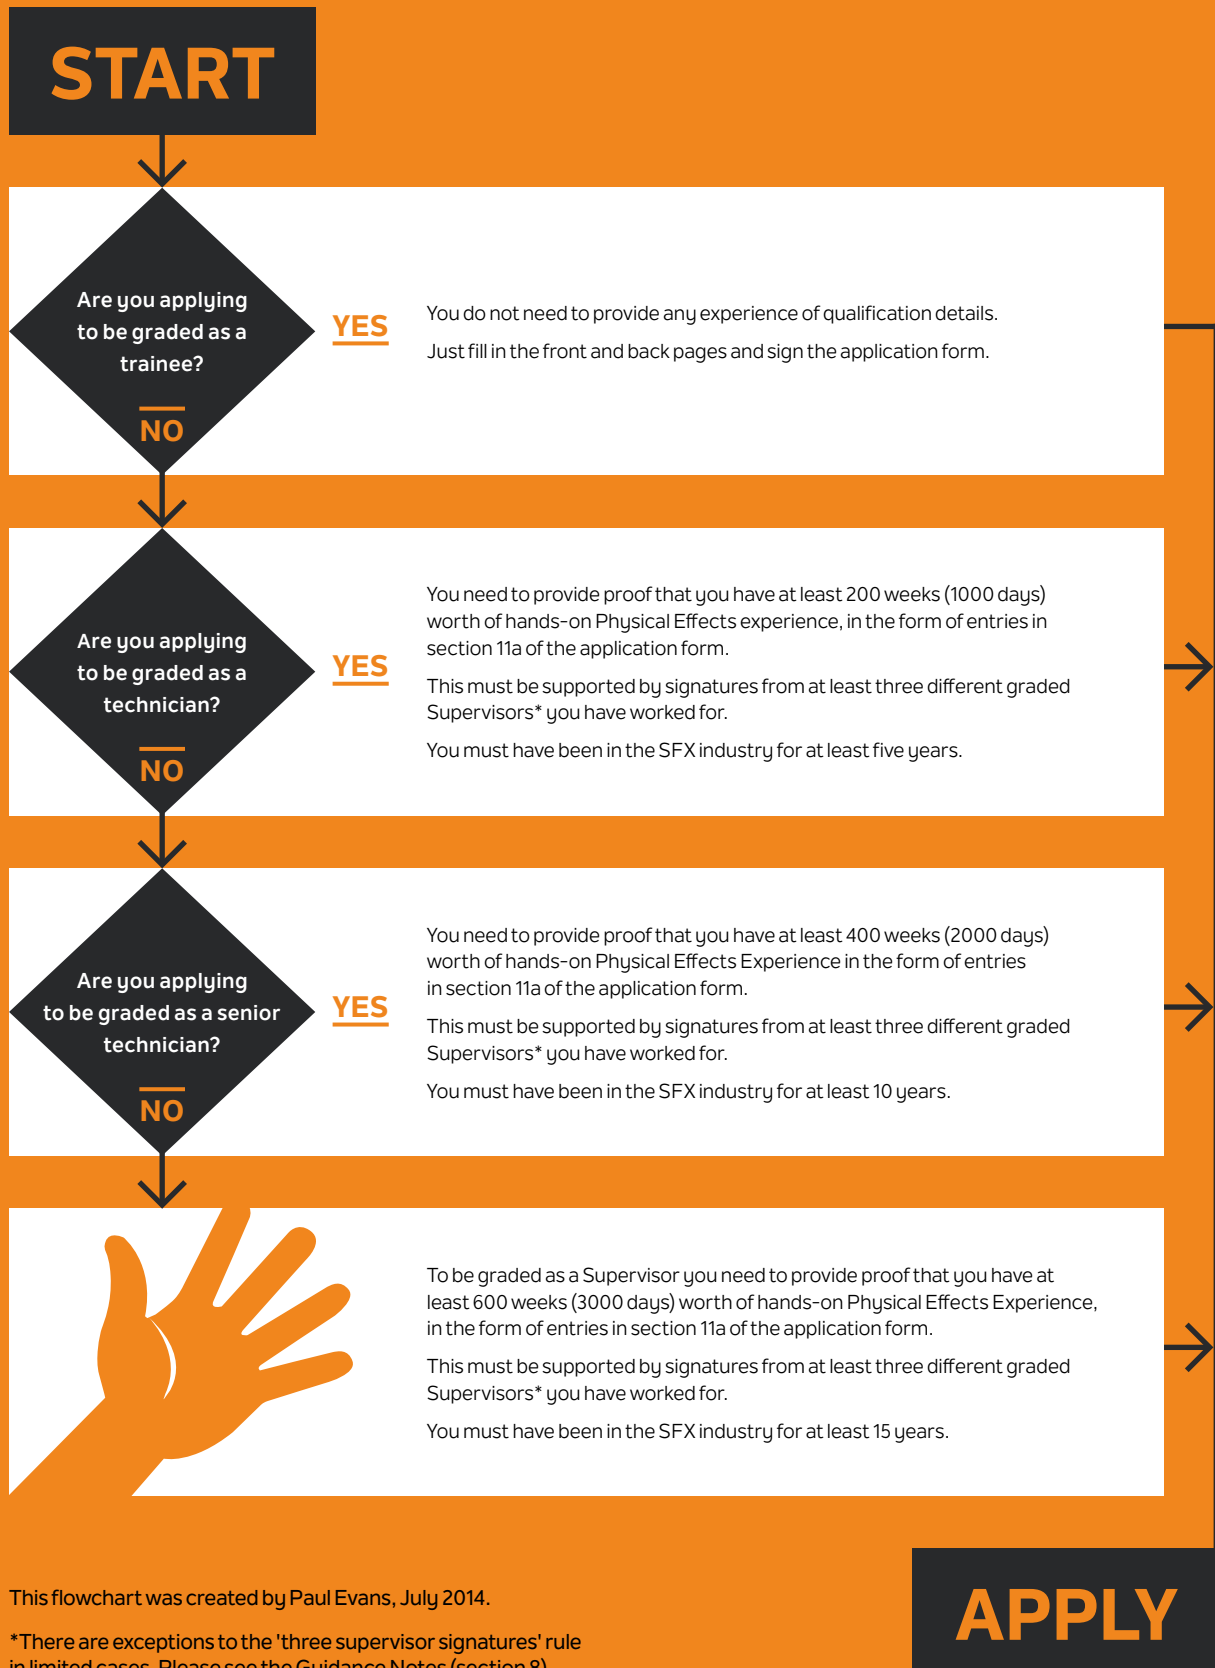 START
Are you applying
to be graded as a
trainee?
NO
YES
You do not need to provide any experience of qualification details.
Just fill in the front and back pages and sign the application form.
Are you applying
to be graded as a
technician?
NO
YES
You need to provide proof that you have at least 200 weeks (1000 days)
worth of hands-on Physical Effects experience, in the form of entries in
section 11a of the application form.
This must be supported by signatures from at least three different graded
Supervisors* you have worked for.
You must have been in the SFX industry for at least five years.
Are you applying
to be graded as a senior
technician?
NO
YES
You need to provide proof that you have at least 400 weeks (2000 days)
worth of hands-on Physical Effects Experience in the form of entries
in section 11a of the application form.
This must be supported by signatures from at least three different graded
Supervisors* you have worked for.
You must have been in the SFX industry for at least 10 years.
To be graded as a Supervisor you need to provide proof that you have at
least 600 weeks (3000 days) worth of hands-on Physical Effects Experience,
in the form of entries in section 11a of the application form.
This must be supported by signatures from at least three different graded
Supervisors* you have worked for.
You must have been in the SFX industry for at least 15 years.
This flowchart was created by Paul Evans, July 2014.
*There are exceptions to the 'three supervisor signatures' rule
in limited cases. Please see the Guidance Notes (section 8)
APPLY